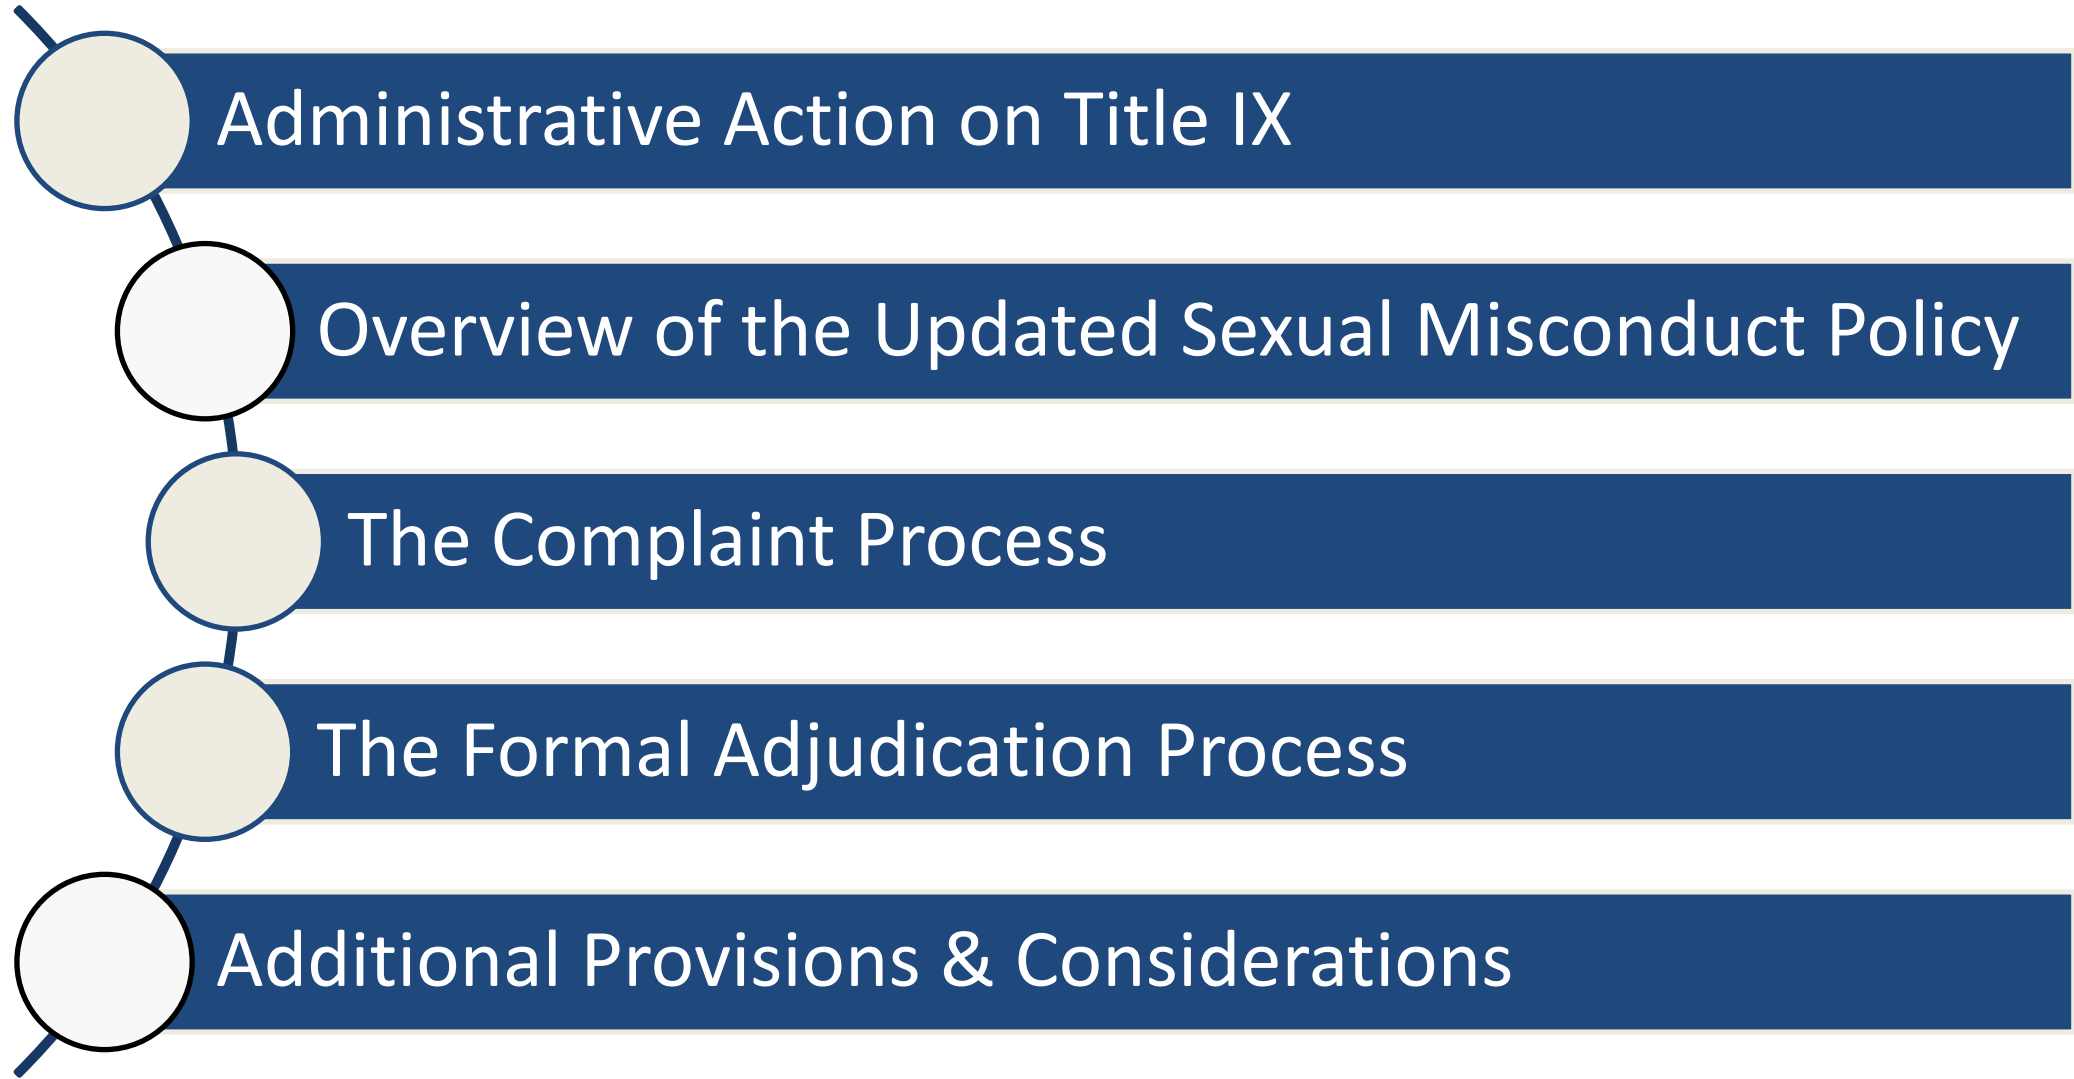 Administrative Action on Title IX
Overview of the Updated Sexual Misconduct Policy
The Complaint Process
The Formal Adjudication Process
Additional Provisions & Considerations